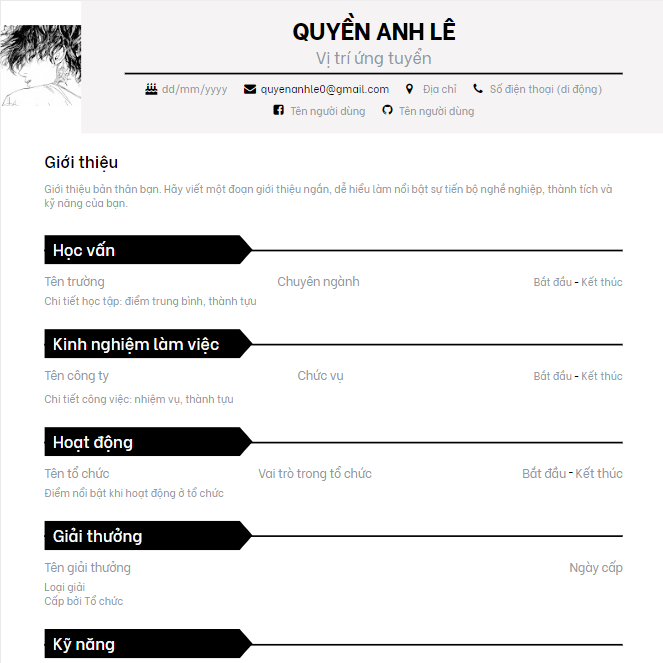 QUYỀN ANH LÊ
Vị trí ứng tuyển
dd/mm/yyyy quyenanhle0@gmail.com Địa chỉ Số điện thoại (di động)
Tên người dùng Tên người dùng
Giới thiệu
Giới thiệu bản thân bạn. Hãy viết một đoạn giới thiệu ngắn, dễ hiểu làm nổi bật sự tiến bộ nghề nghiệp, thành tích và
kỹ năng của bạn.
Học vấn
Tên trường Chuyên ngành Bắt đầu - Kết thúc
Chi tiết học tập: điểm trung bình, thành tựu
Kinh nghiệm làm việc
Tên công ty Chức vụ Bắt đầu - Kết thúc
Chi tiết công việc: nhiệm vụ, thành tựu
Hoạt động
Tên tổ chức Vai trò trong tổ chức Bắt đầu - Kết thúc
Điểm nổi bật khi hoạt động ở tổ chức
Giải thưởng
Tên giải thưởng Ngày cấp
Loại giải
Cấp bởi Tổ chức
Kỹ năng